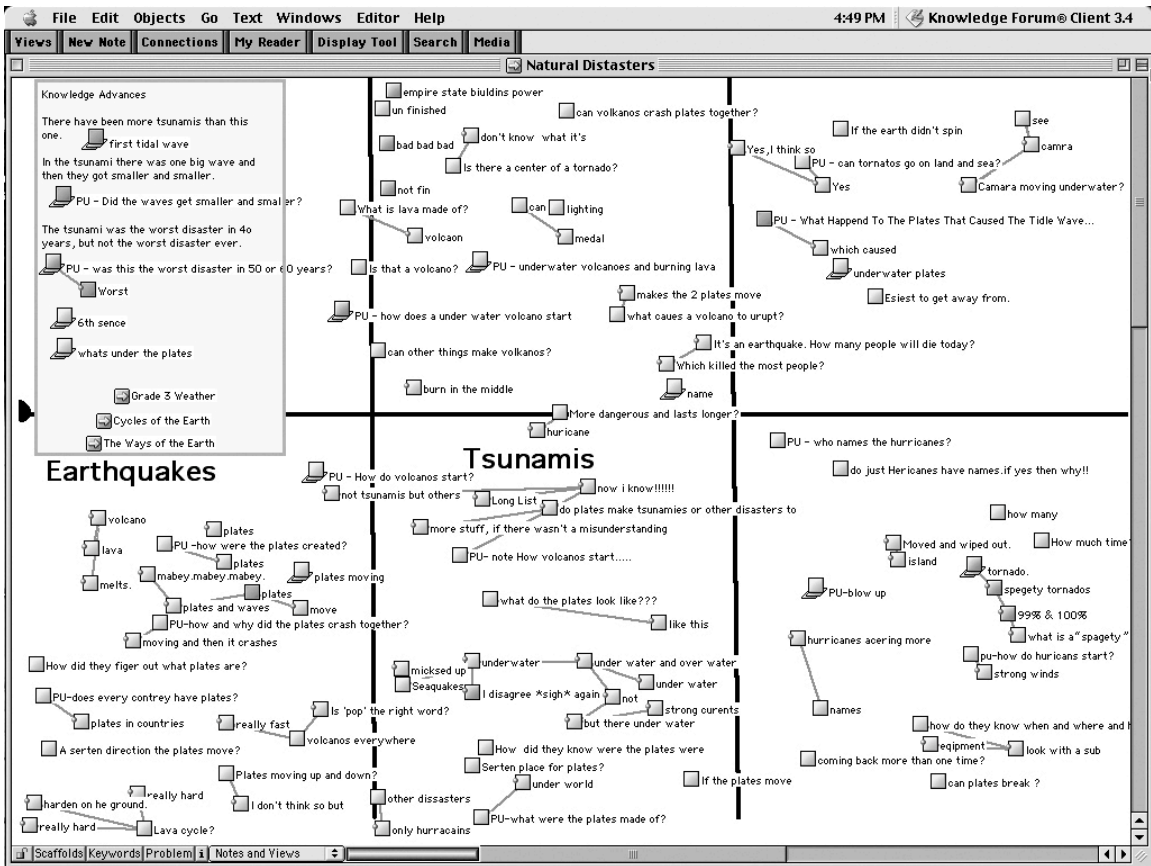 File Edit Objects Go Text Windows Editor Help
4:49 PM Knowledge Forum® Client 3.4
Views New Note Connections My Reader Display Tool Search Media
Natural Distasters
Knowledge Advances
There have been more tsunamis than this
one.
first tidal wave
In the tsunami there was one big wave and
then they got smaller and smaller.
PU - Did the waves get smaller and smaller?
The tsunami was the worst disaster in 4o
years, but not the worst disaster ever.
PU - was this the worst disaster in 50 or 60 years?
Worst
6th sence
whats under the plates
Grade 3 Weather
Cycles of the Earth
The Ways of the Earth
empire state biuldins power
un finished
can volkanos crash plates together?
bad bad bad
don't know what it's
Is there a center of a tornado?
not fin
What is lava made of?
can
lighting
volcaon
medal
Is that a volcano?
PU - underwater volcanoes and burning lava
makes the 2 plates move
PU - how does a under water volcano start
what caues a volcano to urupt?
can other things make volkanos?
It's an earthquake. How many people will die today?
Which killed the most people?
burn in the middle
name
More dangerous and lasts longer?
huricane
see
If the earth didn't spin
camra
Yes,I think so
PU - can tornatos go on land and sea?
Yes
Camara moving underwater?
PU - What Happend To The Plates That Caused The Tidle Wave...
which caused
underwater plates
Esiest to get away from.
Earthquakes
volcano
plates
PU -how were the plates created?
lava
plates
mabey.mabey.mabey.
plates moving
melts.
plates
plates and waves
move
PU-how and why did the plates crash together?
moving and then it crashes
How did they figer out what plates are?
PU-does every contrey have plates?
Is 'pop' the right word?
plates in countries
really fast
volcanos everywhere
A serten direction the plates move?
Plates moving up and down?
really hard
harden on he ground.
I don't think so but
really hard
Lava cycle?
Tsunamis
PU - How do volcanos start?
not tsunamis but others
now i know!!!!!!
Long List
do plates make tsunamies or other disasters to
more stuff, if there wasn't a misunderstanding
PU- note How volcanos start.....
what do the plates look like???
like this
micksed up
underwater
under water and over water
Seaquakes
I disagree *sigh* again
under water
not
strong curents
but there under water
How did they know were the plates were
Serten place for plates?
under world
If the plates move
other dissasters
PU-what were the plates made of?
only hurracains
PU - who names the hurricanes?
do just Hericanes have names.if yes then why!!
how many
Moved and wiped out.
How much time?
island
tornado.
PU-blow up
spegety tornados
99% & 100%
what is a" spagety "
hurricanes acering more
pu-how do huricans start?
strong winds
names
how do they know when and where and h
eqipment
look with a sub
coming back more than one time?
can plates break ?
Scaffolds Keywords Problem i Notes and Views